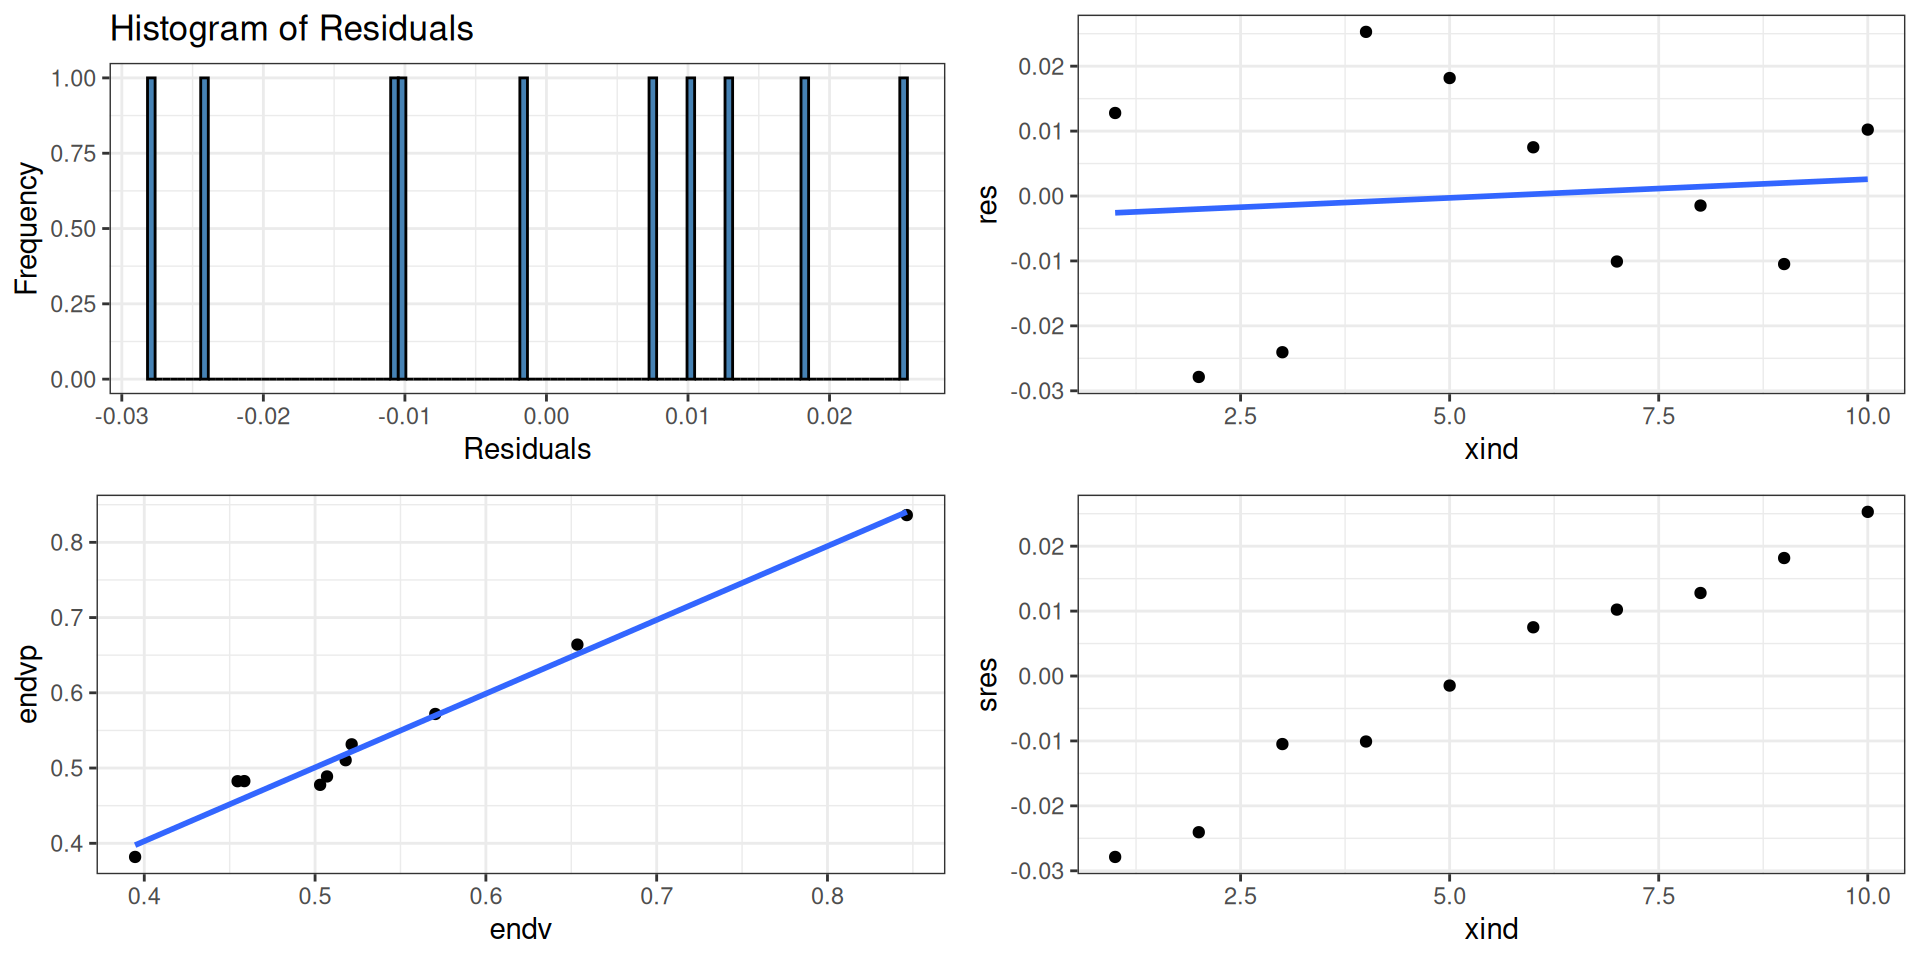 Histogram of Residuals
Frequency
1.00
0.75
0.50
0.25
0.00
-0.03 -0.02 -0.01 0.00 0.01 0.02
Residuals
res
0.02
0.01
0.00
-0.01
-0.02
-0.03
2.5 5.0 7.5 10.0
xind
endvp
0.8
0.7
0.6
0.5
0.4
0.4 0.5 0.6 0.7 0.8
endv
sres
0.02
0.01
0.00
-0.01
-0.02
-0.03
2.5 5.0 7.5 10.0
xind